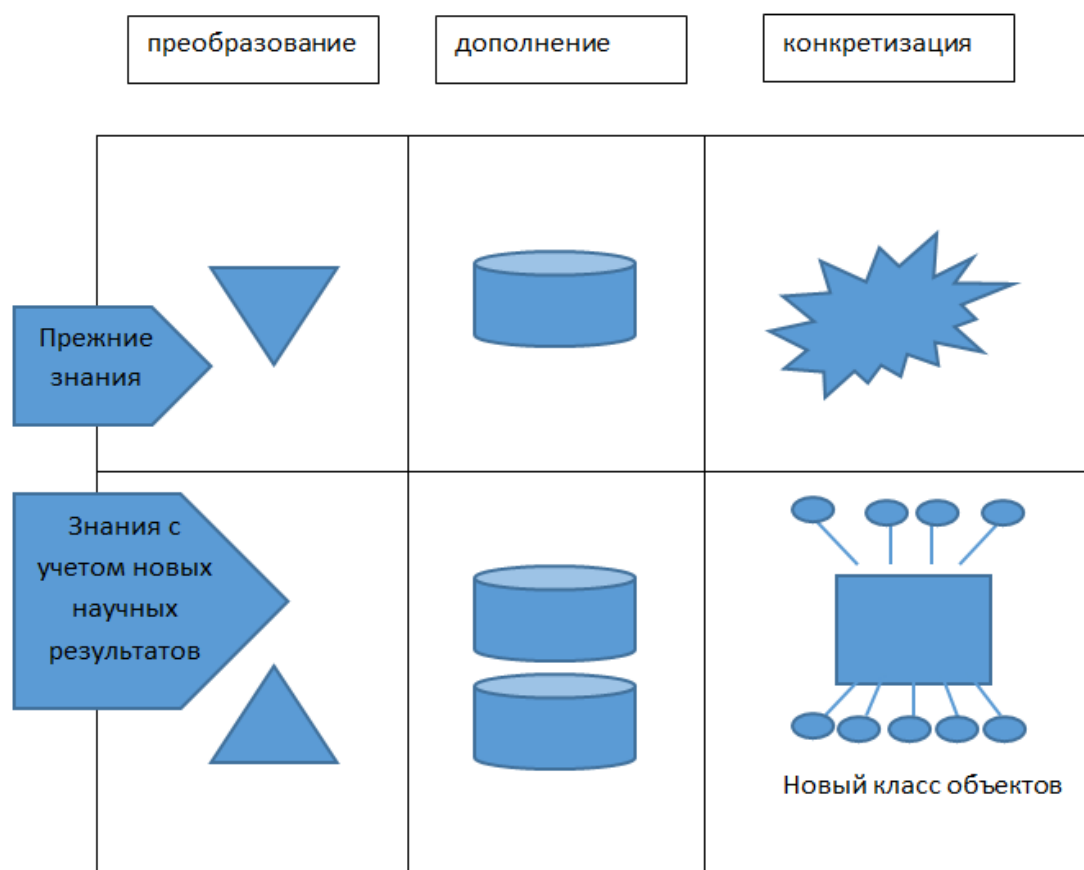 преобразование
дополнение
конкретизация
Прежние
знания
Знания с
учетом новых
научных
результатов
Новый класс объектов